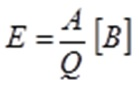 E = A/Q [B]